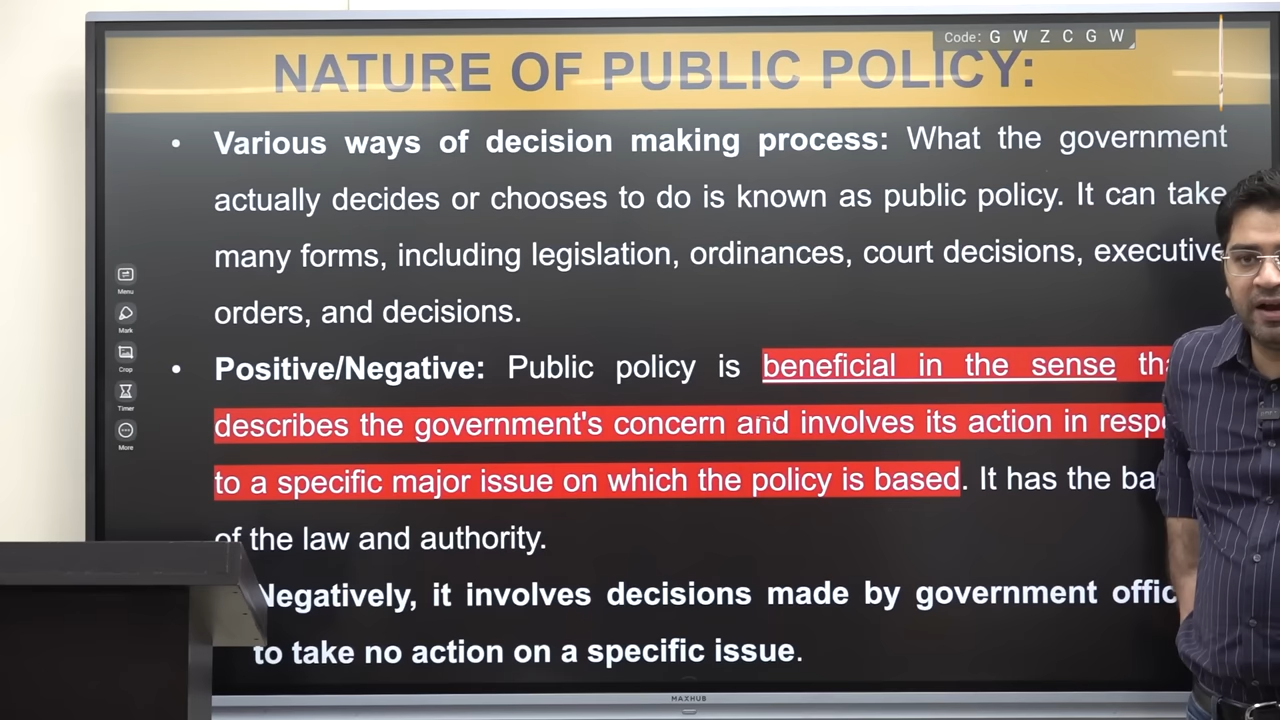 Code: G W Z C G W
NATURE OF PUBLIC POLICY:
• Various ways of decision making process: What the government
actually decides or chooses to do is known as public policy. It can take
many forms, including legislation, ordinances, court decisions, executive
orders, and decisions.
• Positive/Negative: Public policy is beneficial in the sense
describes the government's concern and involves its action in
to a specific major issue on which the policy is based. It has the
of the law and authority.
Negatively, it involves decisions made by government
to take no action on a specific issue.
Menu
Mark
Crop
Timer
More
MAXHUB